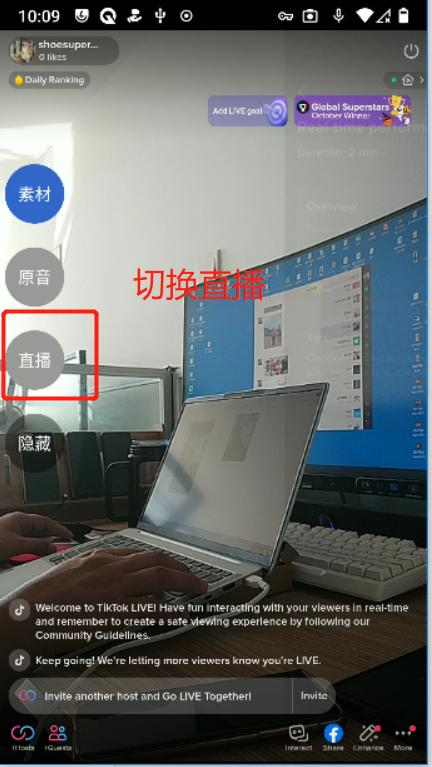 10:09
shoesuper...
0 likes
Daily Ranking
Add LIVE goal
Global Superstars
October Winner
Real-time perform
Duration: 2 min
Overview
素材
原音
切换直播
直播
Tips
隐藏
Welcome to TikTok LIVE! Have fun interacting with your viewers in real-time
and remember to create a safe viewing experience by following our
Community Guidelines.
Keep going! We're letting more viewers know you're LIVE.
Invite another host and Go LIVE Together!
Invite
+Hosts
+Guests
Interact
Share
Enhance
More